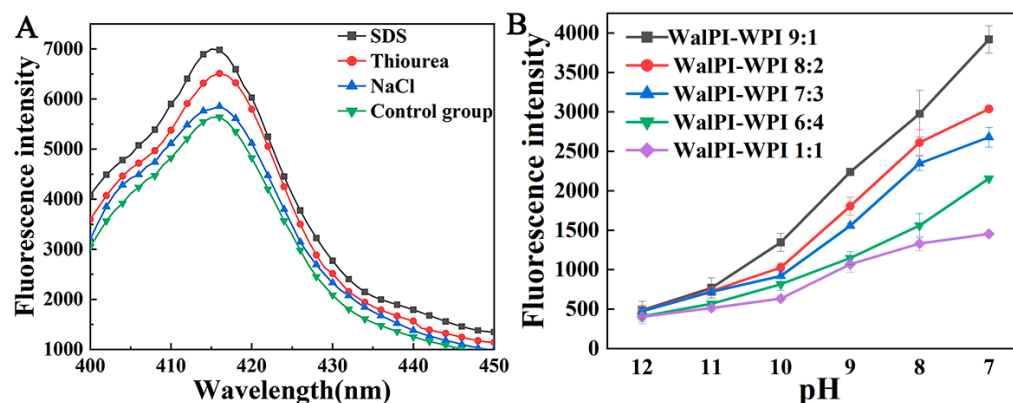 A
Fluorescence intensity
7000
6000
5000
4000
3000
2000
1000
SDS
Thiourea
NaCl
Control group
400 410 420 430 440 450
Wavelength(nm)
B
Fluorescence intensity
4000
3500
3000
2500
2000
1500
1000
500
0
WalPI-WPI 9:1
WalPI-WPI 8:2
WalPI-WPI 7:3
WalPI-WPI 6:4
WalPI-WPI 1:1
12 11 10 9 8 7
pH